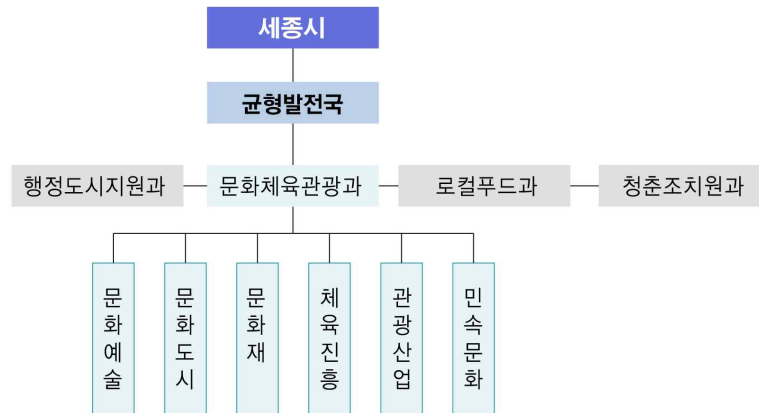 세종시
균형발전국
행정도시지원과
문화체육관광과
로컬푸드과
청춘조치원과
문화예술
문화도시
문화재
체육진흥
관광산업
민속문화